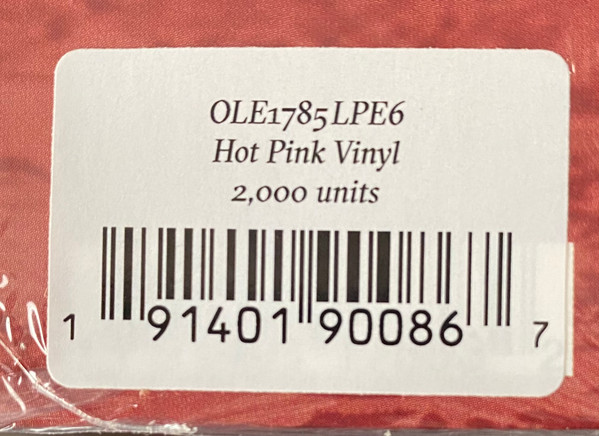 OLE1785LPE6
Hot Pink Vinyl
2,000 units
1 91401 90086 7